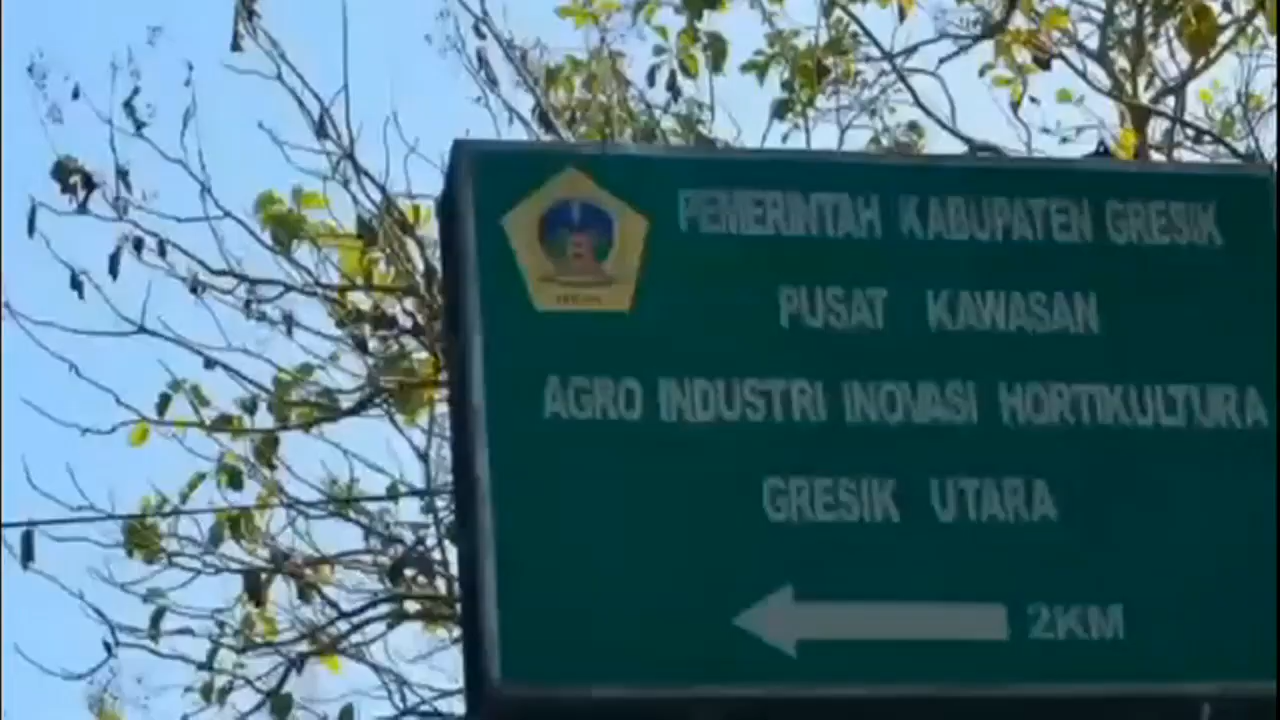 PEMERINTAH KABUPATEN GRESIK
PUSAT KAWASAN
AGRO INDUSTRI INOVASI HORTIKULTURA
GRESIK UTARA
2KM